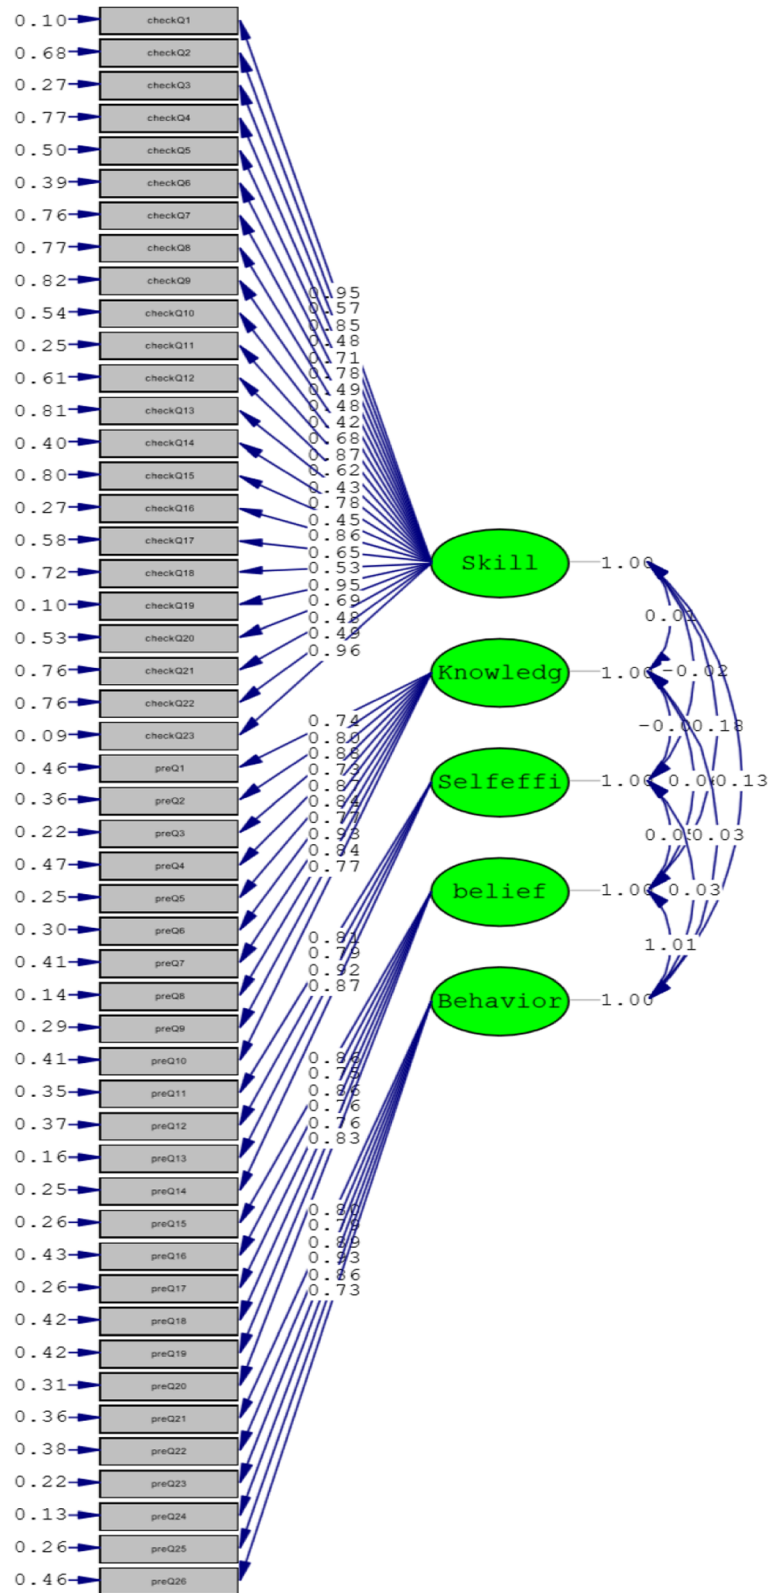 0.10 checkQ1
0.68 checkQ2
0.27 checkQ3
0.77 checkQ4
0.50 checkQ5
0.39 checkQ6
0.76 checkQ7
0.77 checkQ8
0.82 checkQ9
0.54 checkQ10
0.25 checkQ11
0.61 checkQ12
0.81 checkQ13
0.40 checkQ14
0.80 checkQ15
0.27 checkQ16
0.58 checkQ17
0.72 checkQ18
0.10 checkQ19
0.53 checkQ20
0.76 checkQ21
0.76 checkQ22
0.09 checkQ23
0.46 preQ1
0.36 preQ2
0.22 preQ3
0.47 preQ4
0.25 preQ5
0.30 preQ6
0.41 preQ7
0.14 preQ8
0.29 preQ9
0.41 preQ10
0.35 preQ11
0.37 preQ12
0.16 preQ13
0.25 preQ14
0.26 preQ15
0.43 preQ16
0.26 preQ17
0.42 preQ18
0.42 preQ19
0.31 preQ20
0.36 preQ21
0.38 preQ22
0.22 preQ23
0.13 preQ24
0.26 preQ25
0.46 preQ26
0.95
0.57
0.85
0.48
0.71
0.78
0.49
0.48
0.42
0.68
0.87
0.62
0.43
0.78
0.45
0.86
0.65
0.53
0.95
0.69
0.48
0.49
0.96
0.74
0.80
0.88
0.73
0.87
0.84
0.77
0.93
0.84
0.77
0.81
0.79
0.92
0.87
0.86
0.75
0.86
0.76
0.76
0.83
0.80
0.79
0.89
0.93
0.86
0.73
Skill 1.00
Knowledg 1.00
Selfeffi 1.00
belief 1.00
Behavior 1.00
0.01
-0.02
0.18
0.13
0.03
0.03
1.01